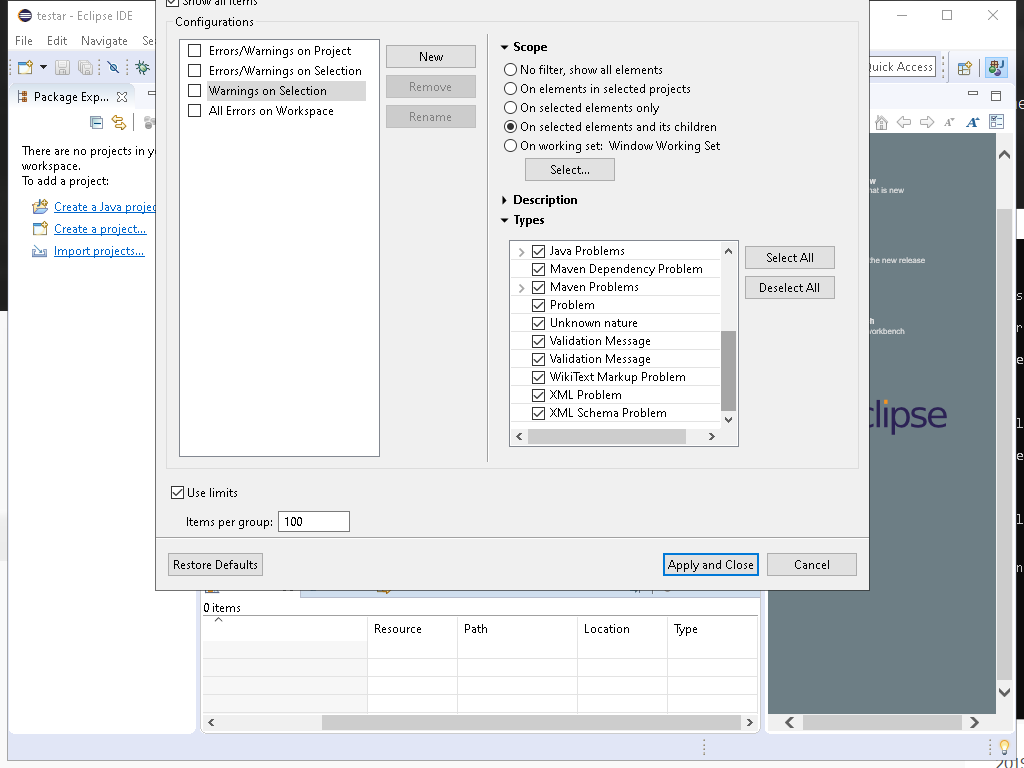 testar - Eclipse IDE
Show all items
File Edit Navigate Se
Configurations
Errors/Warnings on Project
Errors/Warnings on Selection
Warnings on Selection
All Errors on Workspace
New
Remove
Rename
Scope
No filter, show all elements
On elements in selected projects
On selected elements only
On selected elements and its children
On working set: Window Working Set
Select...
Description
Types
Java Problems
Maven Dependency Problem
Maven Problems
Problem
Unknown nature
Validation Message
Validation Message
WikiText Markup Problem
XML Problem
XML Schema Problem
Select All
Deselect All
Use limits
Items per group: 100
Restore Defaults
Apply and Close
Cancel
Quick Access
Package Exp...
There are no projects in y
workspace.
To add a project:
Create a Java projec
Create a project...
Import projects...
w
hat is new
the new release
h
workbench
clipse
0 items
Resource Path Location Type
2019